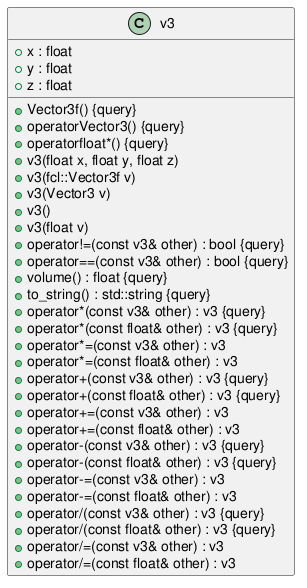 C v3
x : float
y : float
z : float
Vector3f() {query}
operatorVector3() {query}
operatorfloat*() {query}
v3(float x, float y, float z)
v3(fcl::Vector3f v)
v3(Vector3 v)
v3()
v3(float v)
operator!=(const v3& other) : bool {query}
operator==(const v3& other) : bool {query}
volume() : float {query}
to_string() : std::string {query}
operator*(const v3& other) : v3 {query}
operator*(const float& other) : v3 {query}
operator*=(const v3& other) : v3
operator*=(const float& other) : v3
operator+(const v3& other) : v3 {query}
operator+(const float& other) : v3 {query}
operator+=(const v3& other) : v3
operator+=(const float& other) : v3
operator-(const v3& other) : v3 {query}
operator-(const float& other) : v3 {query}
operator-=(const v3& other) : v3
operator-=(const float& other) : v3
operator/(const v3& other) : v3 {query}
operator/(const float& other) : v3 {query}
operator/=(const v3& other) : v3
operator/=(const float& other) : v3